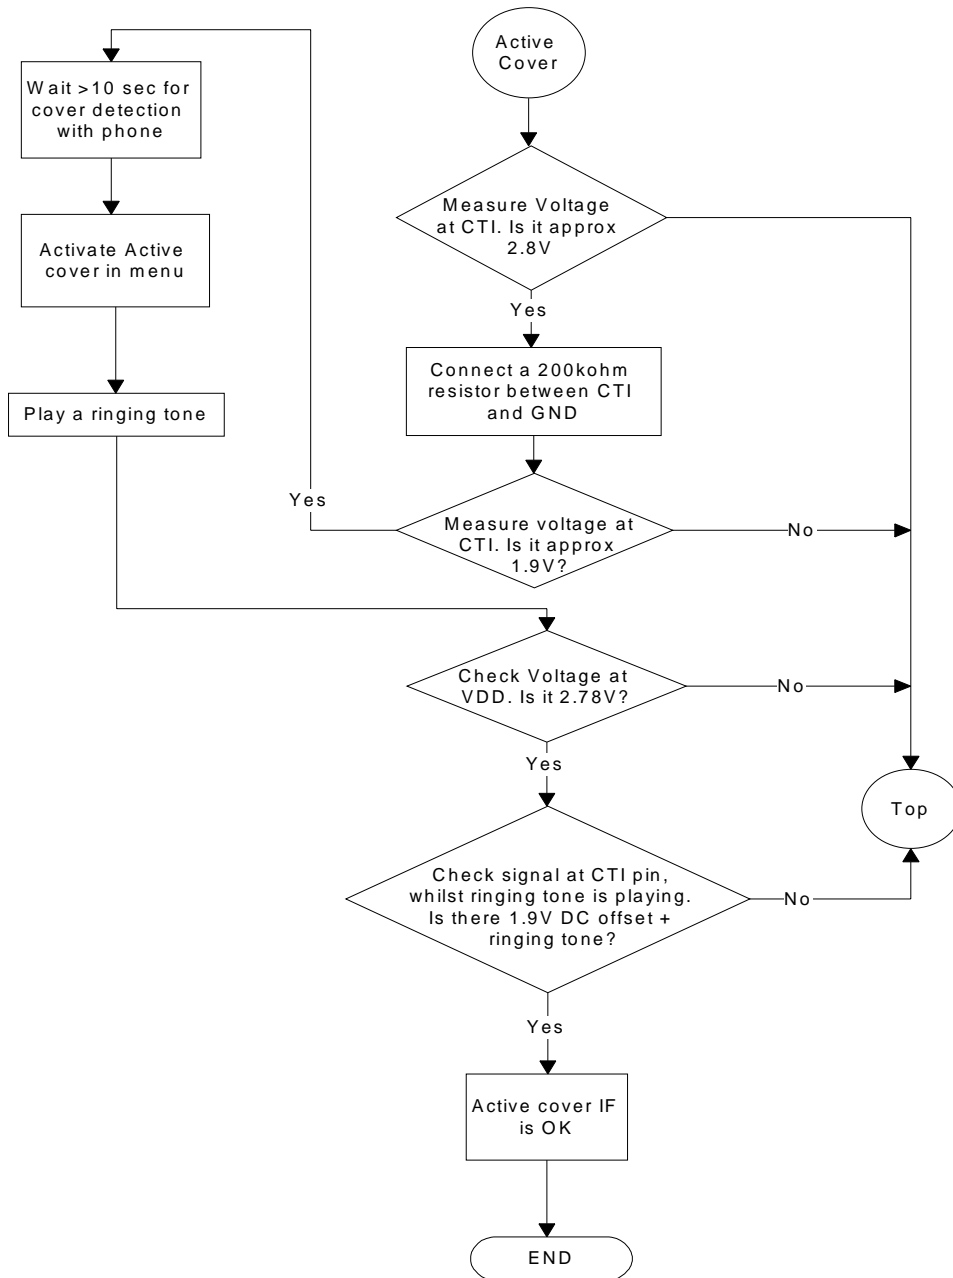 Active
Cover
Measure Voltage
at CTI. Is it approx
2.8V
Yes
Connect a 200kohm
resistor between CTI
and GND
Measure voltage at
CTI. Is it approx
1.9V?
No
Yes
Wait >10 sec for
cover detection
with phone
Activate Active
cover in menu
Play a ringing tone
Check Voltage at
VDD. Is it 2.78V?
No
Yes
Check signal at CTI pin,
whilst ringing tone is playing.
Is there 1.9V DC offset +
ringing tone?
No
Top
Yes
Active cover IF
is OK
END